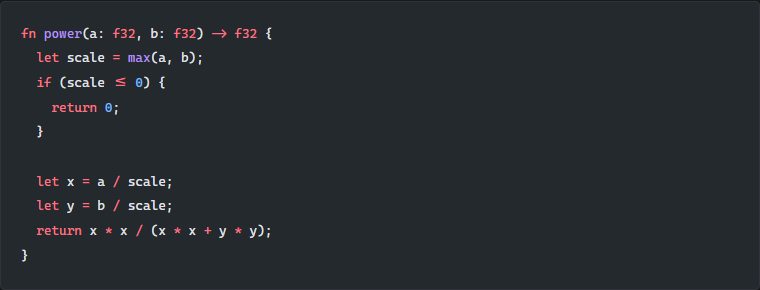 fn power(a: f32, b: f32) -> f32 {
  let scale = max(a, b);
  if (scale <= 0) {
    return 0;
  }

  let x = a / scale;
  let y = b / scale;
  return x * x / (x * x + y * y);
}